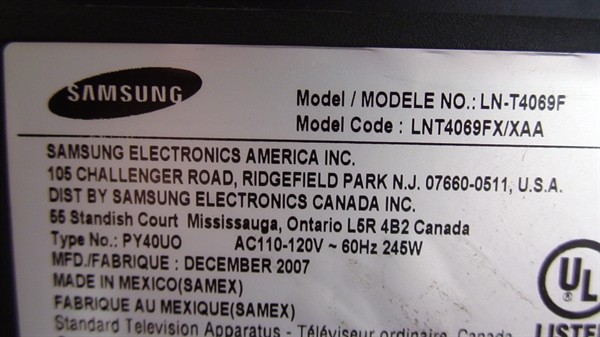 SAMSUNG
Model / MODELE NO.: LN-T4069F
Model Code : LNT4069FX/XAA
SAMSUNG ELECTRONICS AMERICA INC.
105 CHALLENGER ROAD, RIDGEFIELD PARK N.J. 07660-0511, U.S.A.
DIST BY SAMSUNG ELECTRONICS CANADA INC.
55 Standish Court Mississauga, Ontario L5R 4B2 Canada
Type No.: PY40UO AC110-120V ~ 60Hz 245W
MFD./FABRIQUE : DECEMBER 2007
MADE IN MEXICO(SAMEX)
FABRIQUE AU MEXIQUE(SAMEX)
Standard Television Apparatus - Téléviseur ordinaire, Canada
UL
®
LISTE